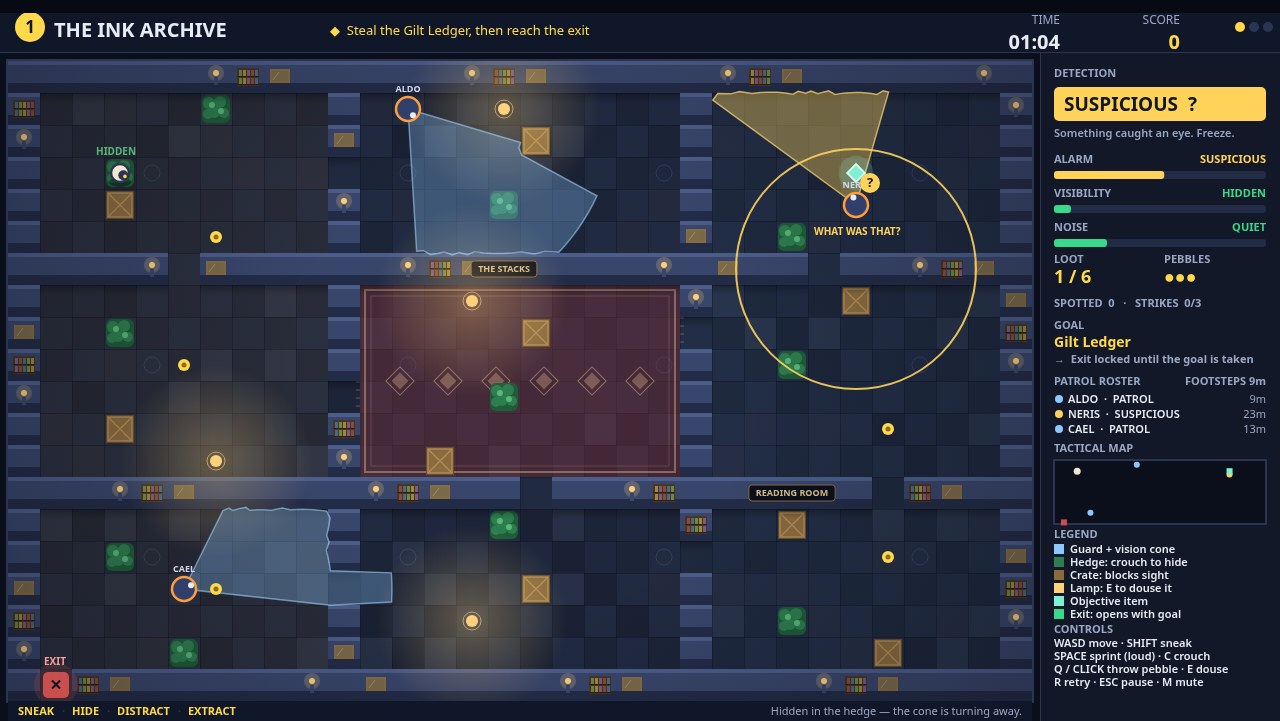 1 THE INK ARCHIVE
◆ Steal the Gilt Ledger, then reach the exit
TIME
01:04
SCORE
0
ALDO
HIDDEN
NERIS
?
WHAT WAS THAT?
THE STACKS
READING ROOM
CAEL
EXIT
×
SNEAK · HIDE · DISTRACT · EXTRACT
Hidden in the hedge — the cone is turning away.
DETECTION
SUSPICIOUS ?
Something caught an eye. Freeze.
ALARM SUSPICIOUS
VISIBILITY HIDDEN
NOISE QUIET
LOOT PEBBLES
1 / 6 ●●●
SPOTTED 0 · STRIKES 0/3
GOAL
Gilt Ledger
→ Exit locked until the goal is taken
PATROL ROSTER FOOTSTEPS 9m
ALDO · PATROL 9m
NERIS · SUSPICIOUS 23m
CAEL · PATROL 13m
TACTICAL MAP
LEGEND
Guard + vision cone
Hedge: crouch to hide
Crate: blocks sight
Lamp: E to douse it
Objective item
Exit: opens with goal
CONTROLS
WASD move · SHIFT sneak
SPACE sprint (loud) · C crouch
Q / CLICK throw pebble · E douse
R retry · ESC pause · M mute